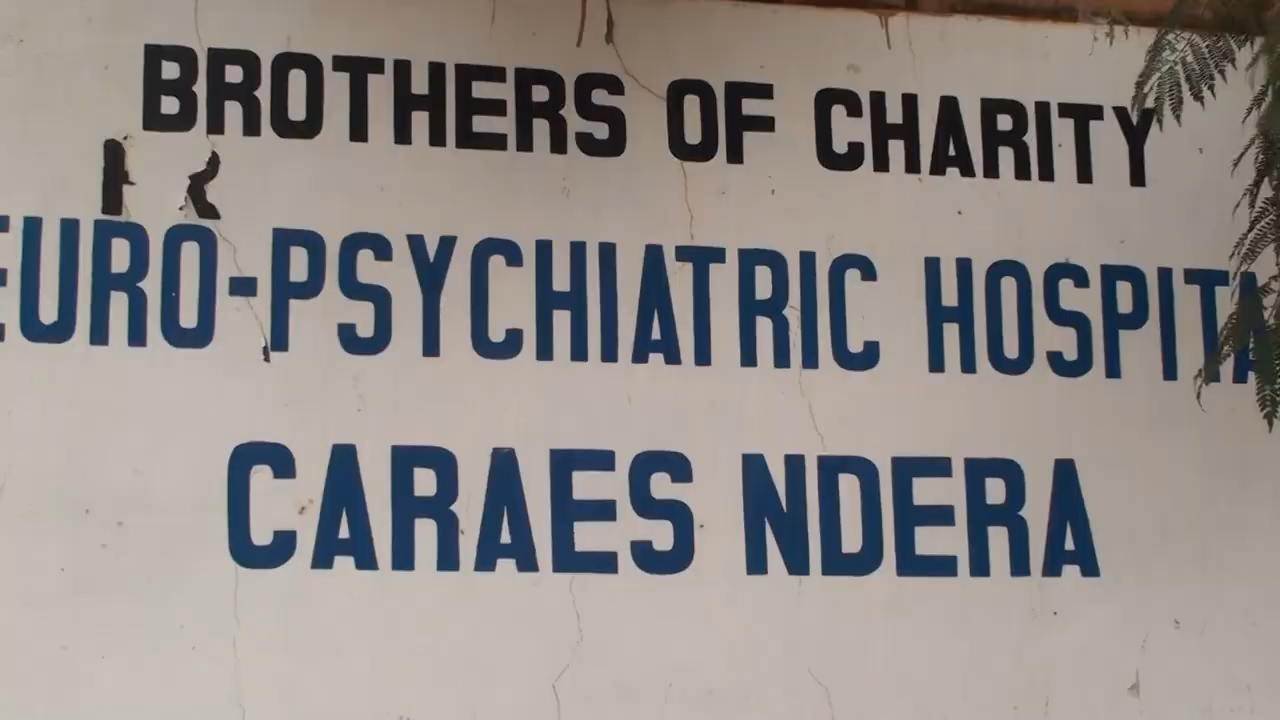 BROTHERS OF CHARITY
EURO-PSYCHIATRIC HOSPITA
CARAES NDERA